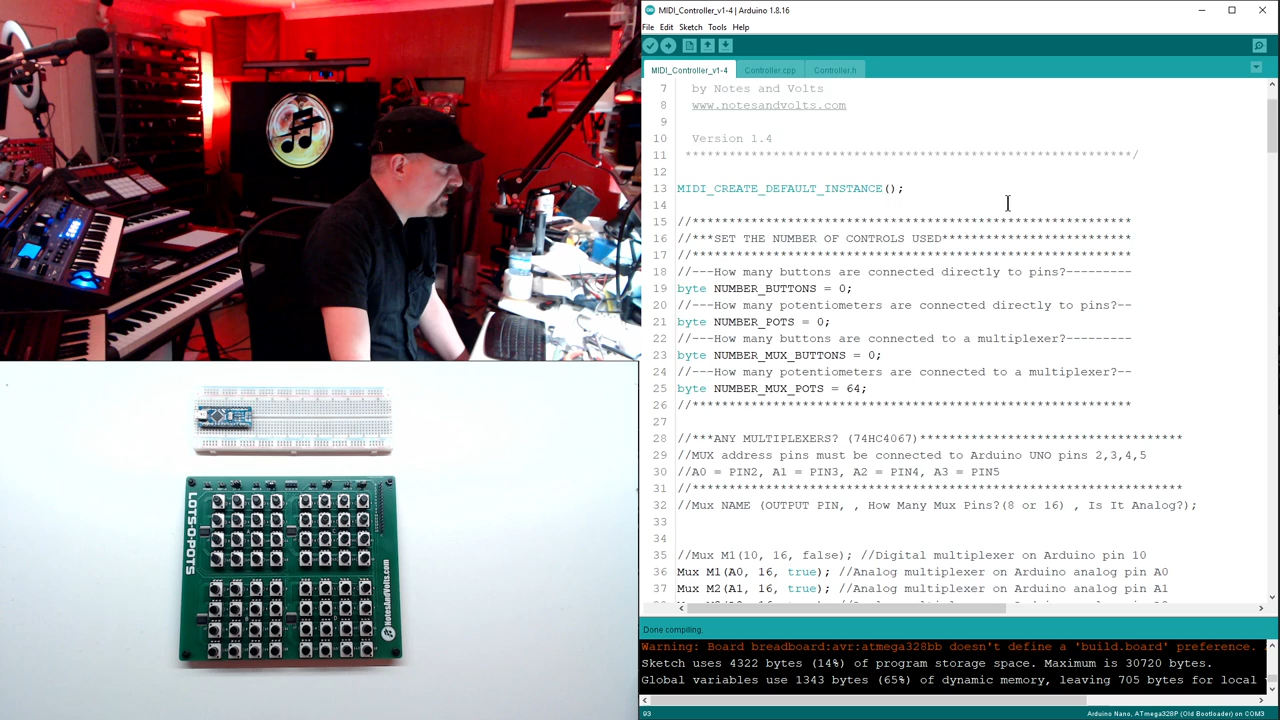 MIDI_Controller_v1-4 | Arduino 1.8.16
File Edit Sketch Tools Help
MIDI_Controller_v1-4 Controller.cpp Controller.h
7 by Notes and Volts
8 www.notesandvolts.com
9
10 Version 1.4
11 *************************************************************/
12
13 MIDI_CREATE_DEFAULT_INSTANCE();
14
15 //**************************************************************
16 //***SET THE NUMBER OF CONTROLS USED**************************
17 //**************************************************************
18 //---How many buttons are connected directly to pins?---------
19 byte NUMBER_BUTTONS = 0;
20 //---How many potentiometers are connected directly to pins?--
21 byte NUMBER_POTS = 0;
22 //---How many buttons are connected to a multiplexer?---------
23 byte NUMBER_MUX_BUTTONS = 0;
24 //---How many potentiometers are connected to a multiplexer?--
25 byte NUMBER_MUX_POTS = 64;
26 //**************************************************************
27
28 //***ANY MULTIPLEXERS? (74HC4067)************************************
29 //MUX address pins must be connected to Arduino UNO pins 2,3,4,5
30 //A0 = PIN2, A1 = PIN3, A2 = PIN4, A3 = PIN5
31 //*********************************************************************
32 //Mux NAME (OUTPUT PIN, , How Many Mux Pins?(8 or 16) , Is It Analog?);
33
34
35 //Mux M1(10, 16, false); //Digital multiplexer on Arduino pin 10
36 Mux M1(A0, 16, true); //Analog multiplexer on Arduino analog pin A0
37 Mux M2(A1, 16, true); //Analog multiplexer on Arduino analog pin A1
Done compiling.
Warning: Board breadboard:avr:atmega328bb doesn't define a 'build.board' preference.
Sketch uses 4322 bytes (14%) of program storage space. Maximum is 30720 bytes.
Global variables use 1343 bytes (65%) of dynamic memory, leaving 705 bytes for local
93 Arduino Nano, ATmega328P (Old Bootloader) on COM3
LOTS-O-POTS
NotesAndVolts.com